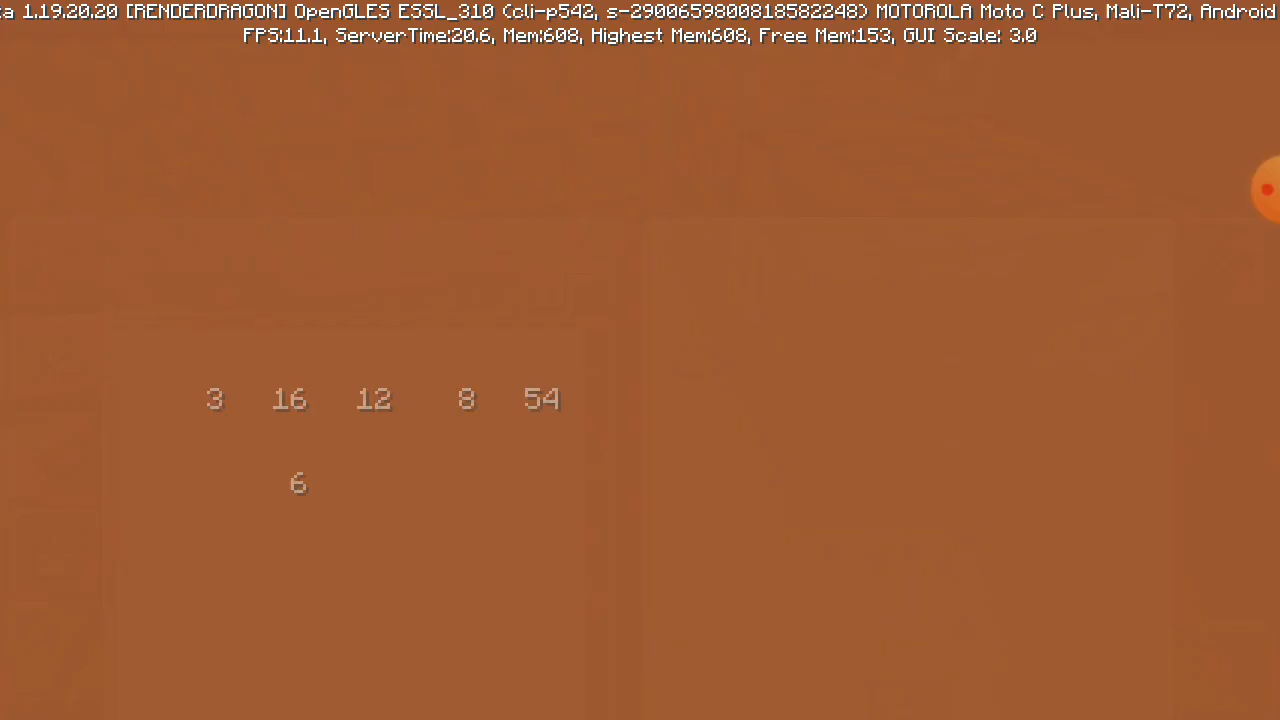 ta 1.19.20.20 [RENDERDRAGON] OpenGLES ESSL_310 (cli-p542, s-2900659800818582248) MOTOROLA Moto C Plus, Mali-T72, Android
FPS:11.1, ServerTime:20.6, Mem:608, Highest Mem:608, Free Mem:153, GUI Scale: 3.0
3 16 12 8 54
6